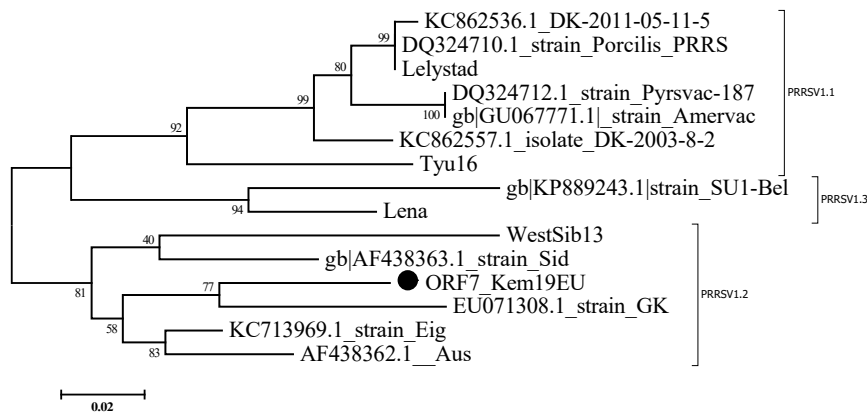 KC862536.1_DK-2011-05-11-5
99
DQ324710.1_strain_Porcilis_PRRS
80
Lelystad
DQ324712.1_strain_Pyrsvac-187
PRRSV1.1
99
100
gb|GU067771.1|_strain_Amervac
92
KC862557.1_isolate_DK-2003-8-2
Tyu16
gb|KP889243.1|strain_SU1-Bel
PRRSV1.3
94
Lena
WestSib13
40
gb|AF438363.1_strain_Sid
77
ORF7_Kem19EU
81
PRRSV1.2
EU071308.1_strain_GK
58
KC713969.1_strain_Eig
83
AF438362.1__Aus
0.02